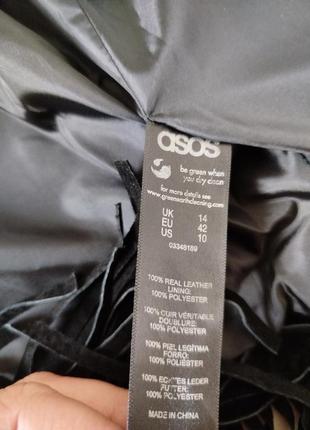 asos
be green when
you dry clean
for more details see
www.greenearthcleaning.com
UK 14
EU 42
US 10
03348189
100% REAL LEATHER
LINING:
100% POLYESTER
100% CUIR VÉRITABLE
DOUBLURE:
100% POLYESTER
100% PIEL LEGÍTIMA
FORRO:
100% POLIÉSTER
100% ECHTES LEDER
FUTTER:
100% POLYESTER
MADE IN CHINA